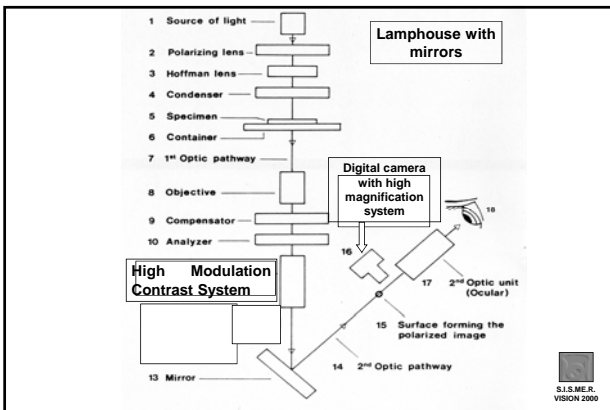 1 Source of light
Lamphouse with
mirrors
2 Polarizing lens
3 Hoffman lens
4 Condenser
5 Specimen
6 Container
7 1st Optic pathway
Digital camera
with high
magnification
system
8 Objective
18
9 Compensator
10 Analyzer
16
High Modulation
Contrast System
17 2nd Optic unit
(Ocular)
15 Surface forming the
polarized image
14 2nd Optic pathway
13 Mirror
S.I.S.ME.R.
VISION 2000